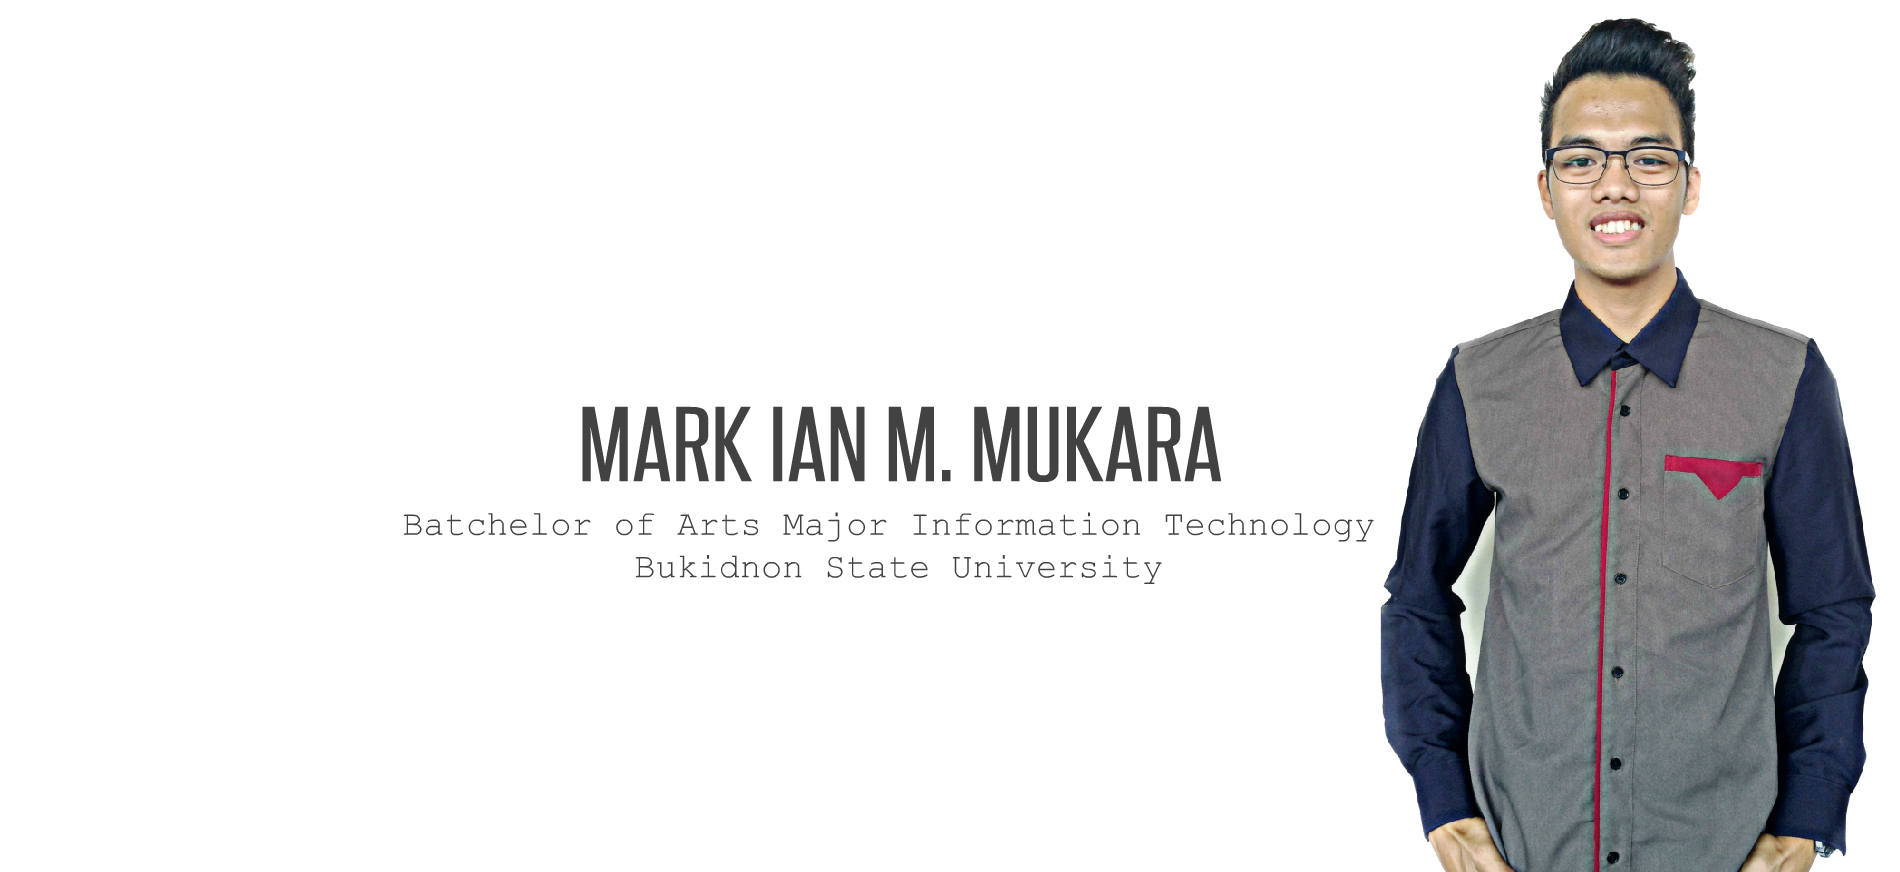 MARK IAN M. MUKARA
Batchelor of Arts Major Information Technology
Bukidnon State University